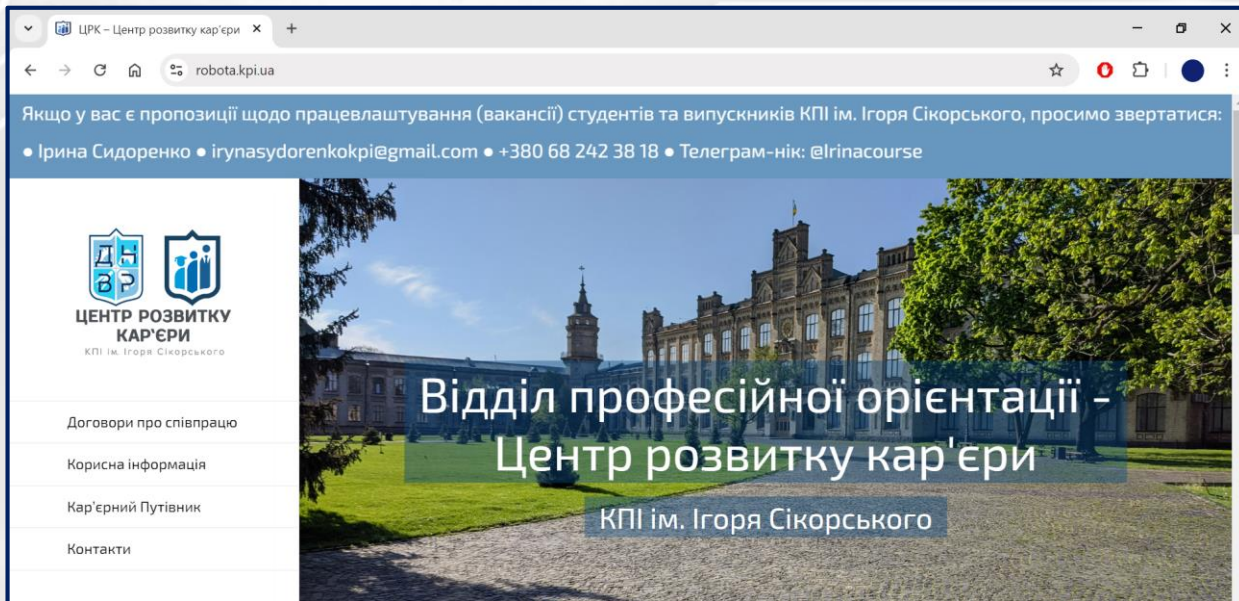 ЦРК – Центр розвитку кар'єри
robota.kpi.ua
Якщо у вас є пропозиції щодо працевлаштування (вакансії) студентів та випускників КПІ ім. Ігоря Сікорського, просимо звертатися:
● Ірина Сидоренко ● irynasydorenkokpi@gmail.com ● +380 68 242 38 18 ● Телеграм-нік: @Irinacourse
ДН
ВР
ЦЕНТР РОЗВИТКУ
КАР'ЄРИ
КПІ ім. Ігоря Сікорського
Договори про співпрацю
Корисна інформація
Кар'єрний Путівник
Контакти
Відділ професійної орієнтації -
Центр розвитку кар'єри
КПІ ім. Ігоря Сікорського